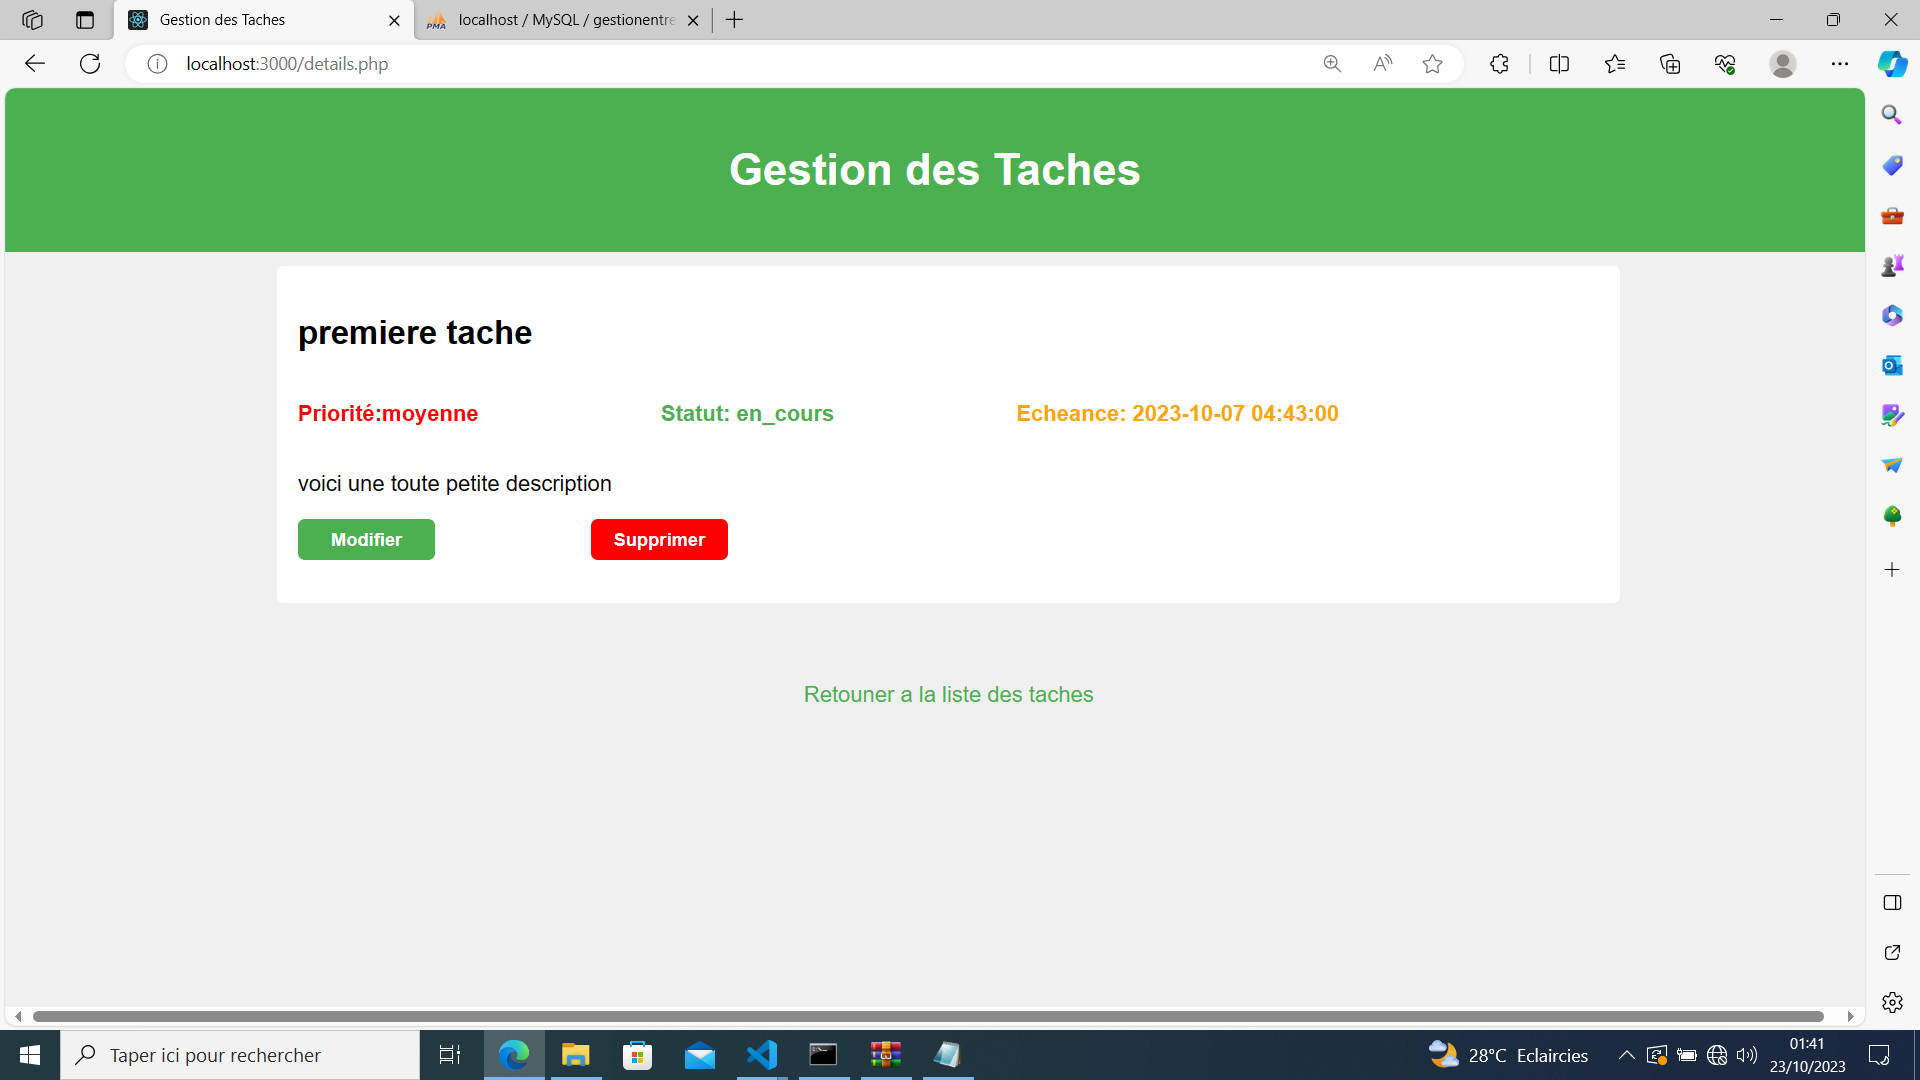 Gestion des Taches
localhost / MySQL / gestionentre
localhost:3000/details.php
Gestion des Taches
premiere tache
Priorité:moyenne
Statut: en_cours
Echeance: 2023-10-07 04:43:00
voici une toute petite description
Modifier
Supprimer
Retouner a la liste des taches
Taper ici pour rechercher
28°C Eclaircies
01:41
23/10/2023